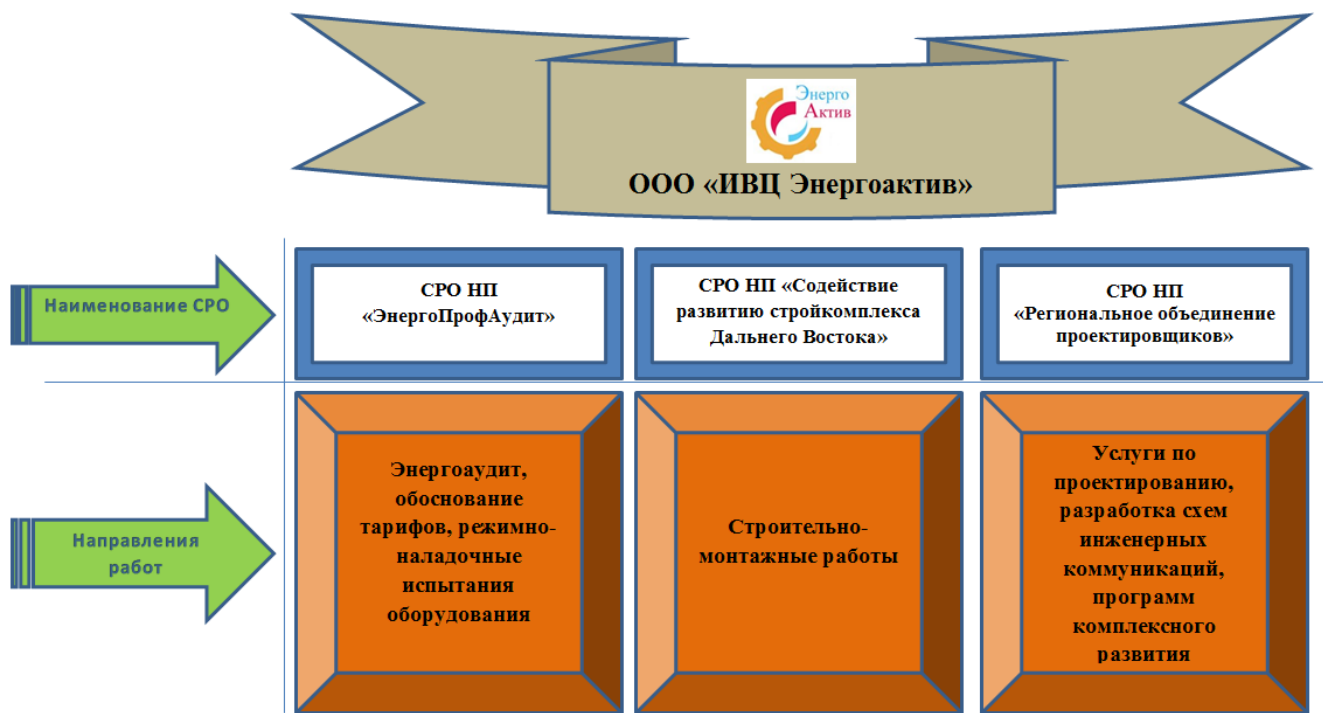 Энерго
Актив
ООО «ИВЦ Энергоактив»
Наименование СРО
СРО НП
«ЭнергоПрофАудит»
СРО НП «Содействие
развитию стройкомплекса
Дальнего Востока»
СРО НП
«Региональное объединение
проектировщиков»
Направления
работ
Энергоаудит,
обоснование
тарифов, режимно-
наладочные
испытания
оборудования
Строительно-
монтажные работы
Услуги по
проектированию,
разработка схем
инженерных
коммуникаций,
программ
комплексного
развития